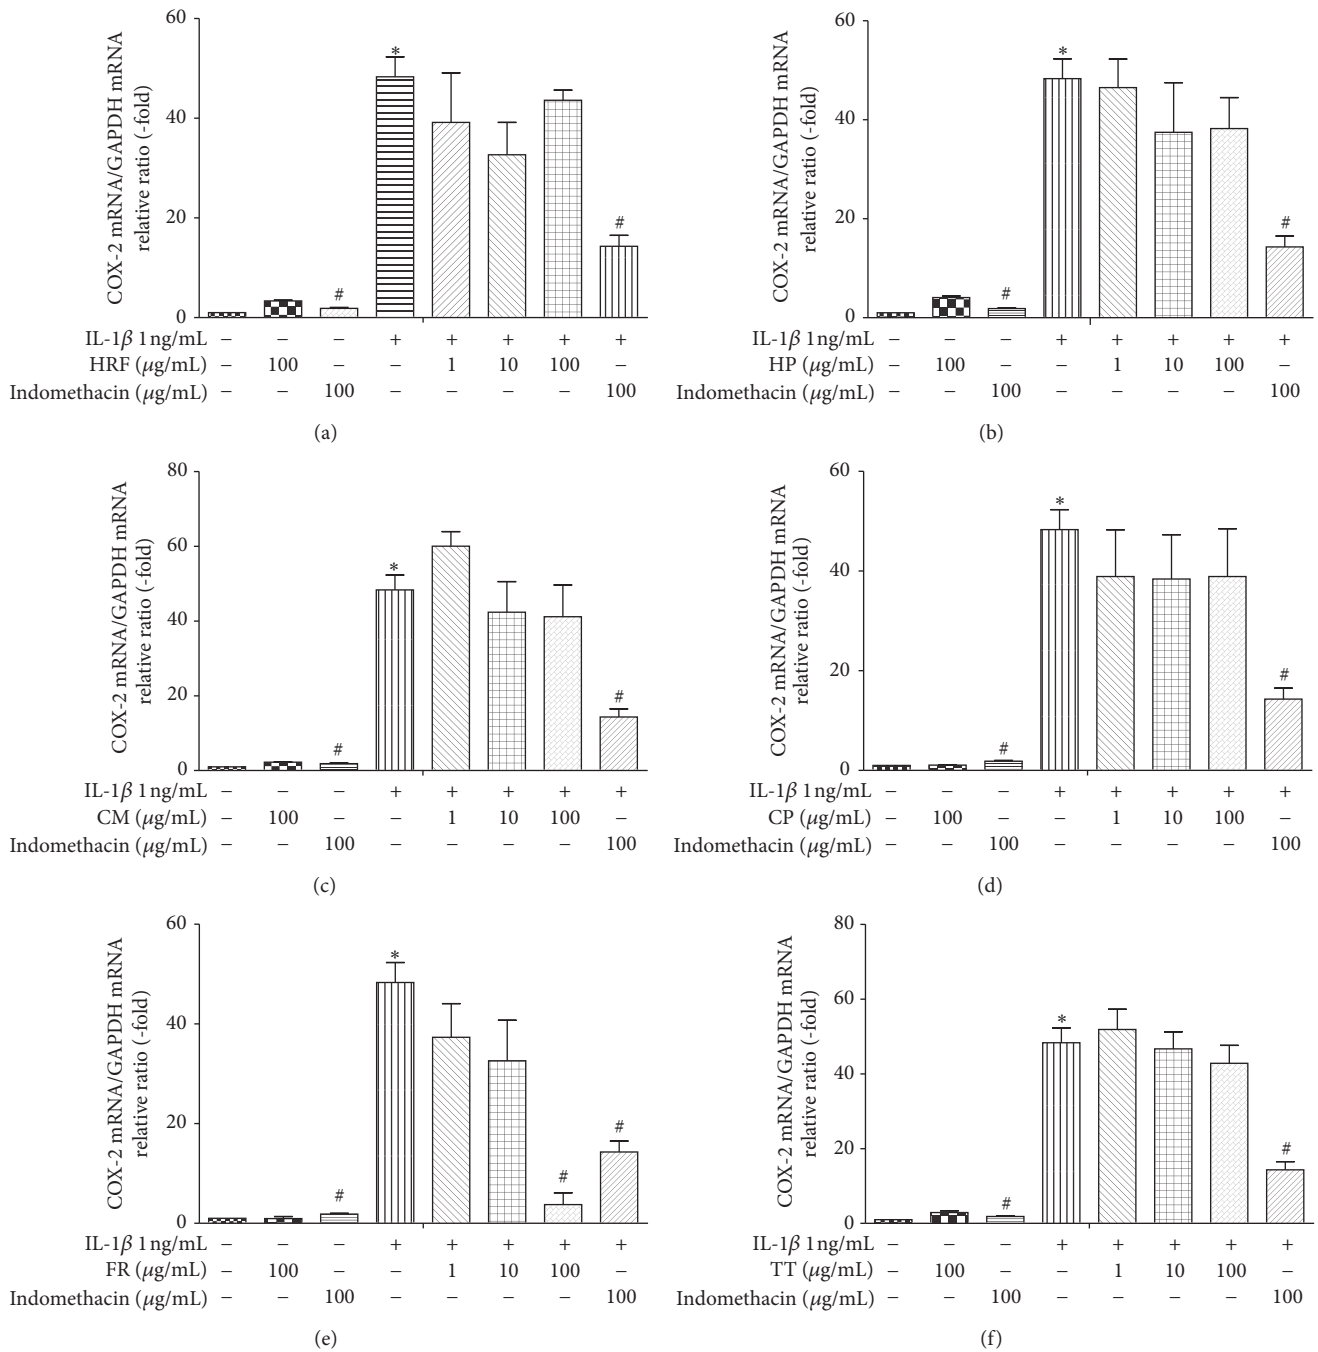 COX-2 mRNA/GAPDH mRNA
relative ratio (-fold)
60
40
20
0
*
#
#
IL-1β 1 ng/mL − − − + + + + +
HRF (μg/mL) − 100 − − 1 10 100 −
Indomethacin (μg/mL) − − 100 − − − − 100
(a)
COX-2 mRNA/GAPDH mRNA
relative ratio (-fold)
60
40
20
0
*
#
#
IL-1β 1 ng/mL − − − + + + + +
HP (μg/mL) − 100 − − 1 10 100 −
Indomethacin (μg/mL) − − 100 − − − − 100
(b)
COX-2 mRNA/GAPDH mRNA
relative ratio (-fold)
80
60
40
20
0
*
#
#
IL-1β 1 ng/mL − − − + + + + +
CM (μg/mL) − 100 − − 1 10 100 −
Indomethacin (μg/mL) − − 100 − − − − 100
(c)
COX-2 mRNA/GAPDH mRNA
relative ratio (-fold)
60
40
20
0
*
#
#
IL-1β 1 ng/mL − − − + + + + +
CP (μg/mL) − 100 − − 1 10 100 −
Indomethacin (μg/mL) − − 100 − − − − 100
(d)
COX-2 mRNA/GAPDH mRNA
relative ratio (-fold)
60
40
20
0
*
#
#
#
IL-1β 1 ng/mL − − − + + + + +
FR (μg/mL) − 100 − − 1 10 100 −
Indomethacin (μg/mL) − − 100 − − − − 100
(e)
COX-2 mRNA/GAPDH mRNA
relative ratio (-fold)
80
60
40
20
0
*
#
#
IL-1β 1 ng/mL − − − + + + + +
TT (μg/mL) − 100 − − 1 10 100 −
Indomethacin (μg/mL) − − 100 − − − − 100
(f)